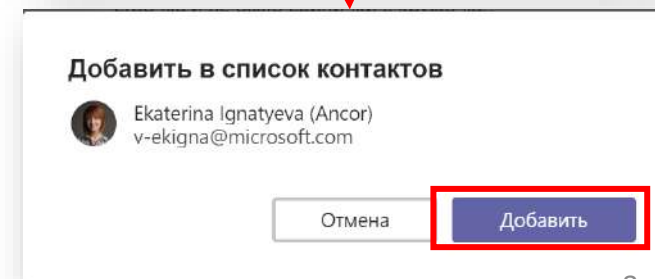 Добавить в список контактов
Ekaterina Ignatyeva (Ancor)
v-ekigna@microsoft.com
Отмена
Добавить